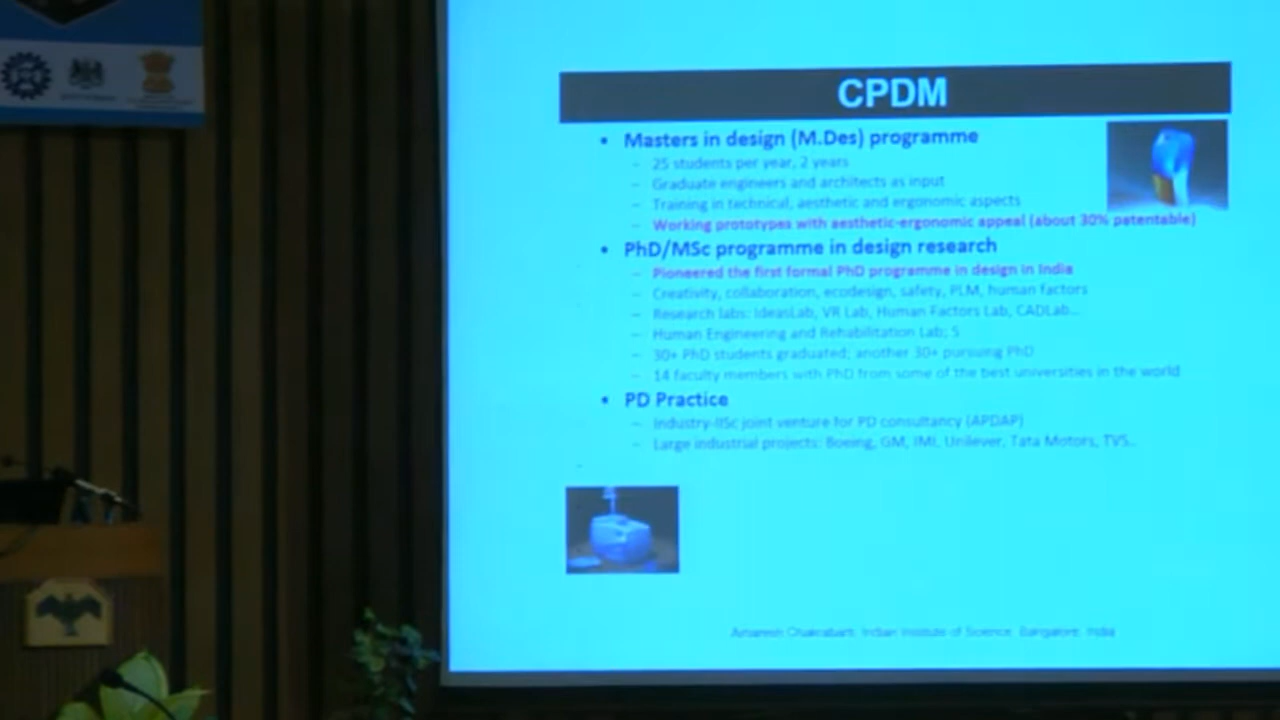 CPDM
• Masters in design (M.Des) programme
– 25 students per year, 2 years
– Graduate engineers and architects as input
– Training in technical, aesthetic and ergonomic aspects
– Working prototypes with aesthetic-ergonomic appeal (about 30% patentable)
• PhD/MSc programme in design research
– Pioneered the first formal PhD programme in design in India
– Creativity, collaboration, ecodesign, safety, PLM, human factors
– Research labs: IdeasLab, VR Lab, Human Factors Lab, CADLab...
– Human Engineering and Rehabilitation Lab; S
– 30+ PhD students graduated; another 30+ pursuing PhD
– 14 faculty members with PhD from some of the best universities in the world
• PD Practice
– Industry-IISc joint venture for PD consultancy (APDAP)
– Large industrial projects: Boeing, GM, IMI, Unilever, Tata Motors, TVS..
–
Amaresh Chakrabarti, Indian Institute of Science, Bangalore, India